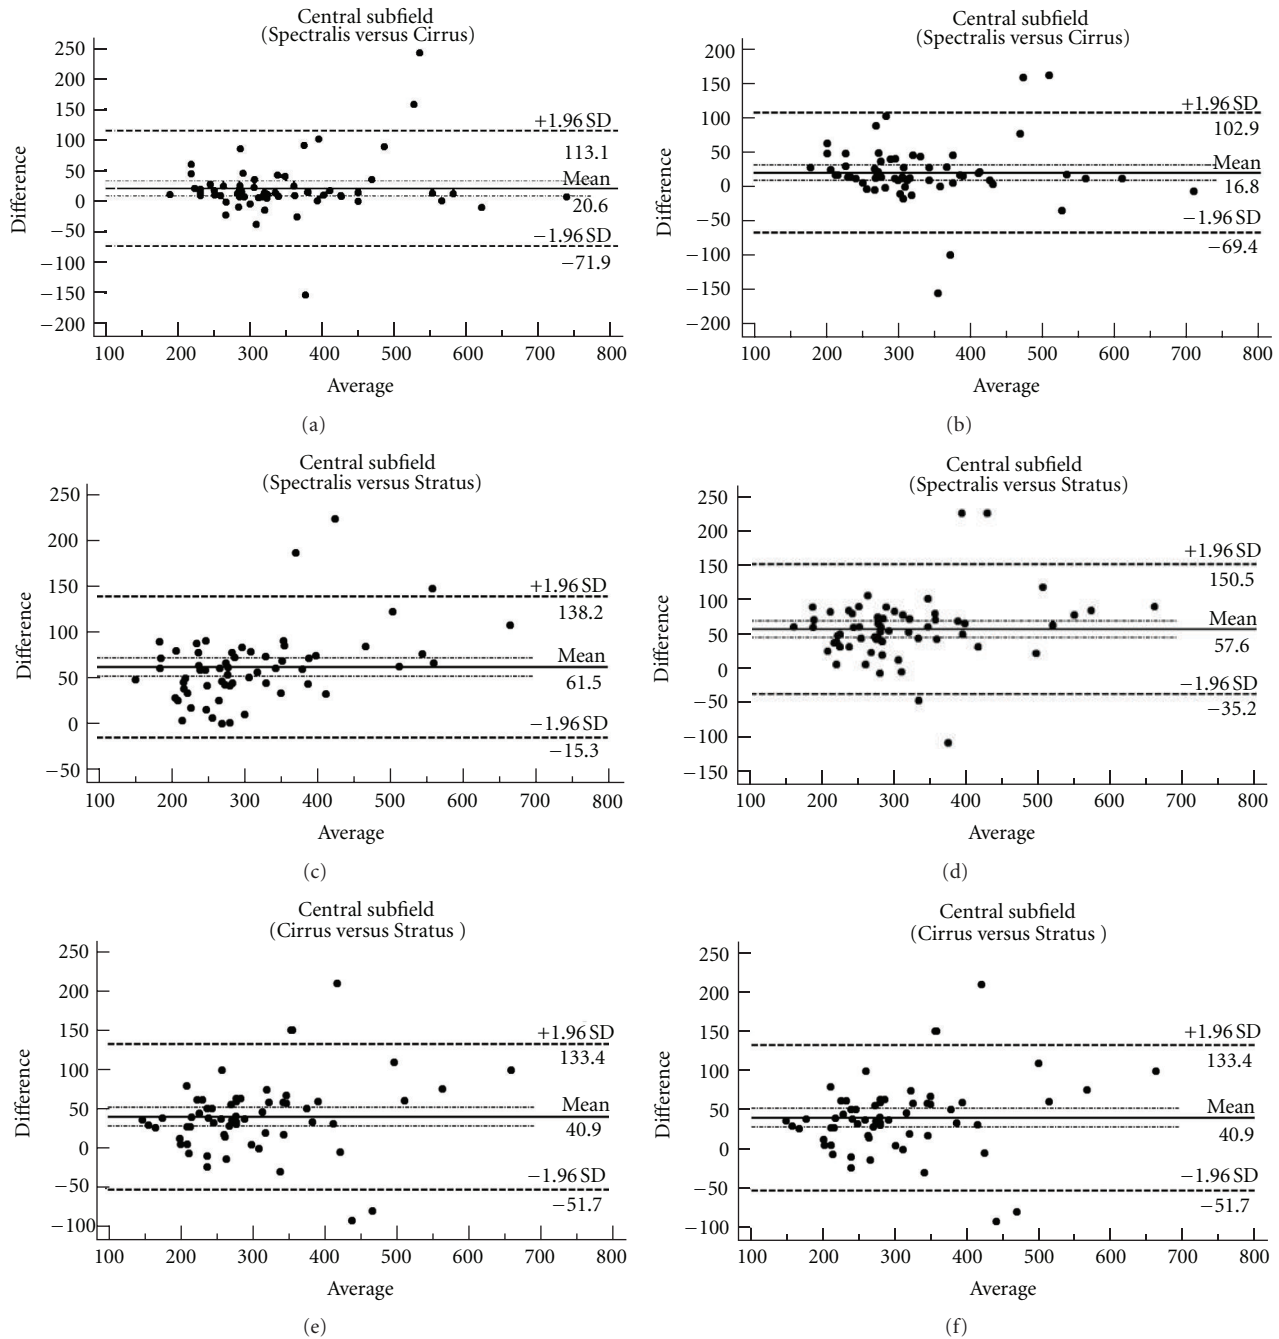 Central subfield
(Spectralis versus Cirrus)
250
200
150
100
50
0
−50
−100
−150
−200
Difference
+1.96 SD
113.1
Mean
20.6
−1.96 SD
−71.9
100 200 300 400 500 600 700 800
Average
(a)
Central subfield
(Spectralis versus Cirrus)
200
150
100
50
0
−50
−100
−150
−200
Difference
+1.96 SD
102.9
Mean
16.8
−1.96 SD
−69.4
100 200 300 400 500 600 700 800
Average
(b)
Central subfield
(Spectralis versus Stratus)
250
200
150
100
50
0
−50
Difference
+1.96 SD
138.2
Mean
61.5
−1.96 SD
−15.3
100 200 300 400 500 600 700 800
Average
(c)
Central subfield
(Spectralis versus Stratus)
250
200
150
100
50
0
−50
−100
−150
Difference
+1.96 SD
150.5
Mean
57.6
−1.96 SD
−35.2
100 200 300 400 500 600 700 800
Average
(d)
Central subfield
(Cirrus versus Stratus )
250
200
150
100
50
0
−50
−100
Difference
+1.96 SD
133.4
Mean
40.9
−1.96 SD
−51.7
100 200 300 400 500 600 700 800
Average
(e)
Central subfield
(Cirrus versus Stratus )
250
200
150
100
50
0
−50
−100
Difference
+1.96 SD
133.4
Mean
40.9
−1.96 SD
−51.7
100 200 300 400 500 600 700 800
Average
(f)